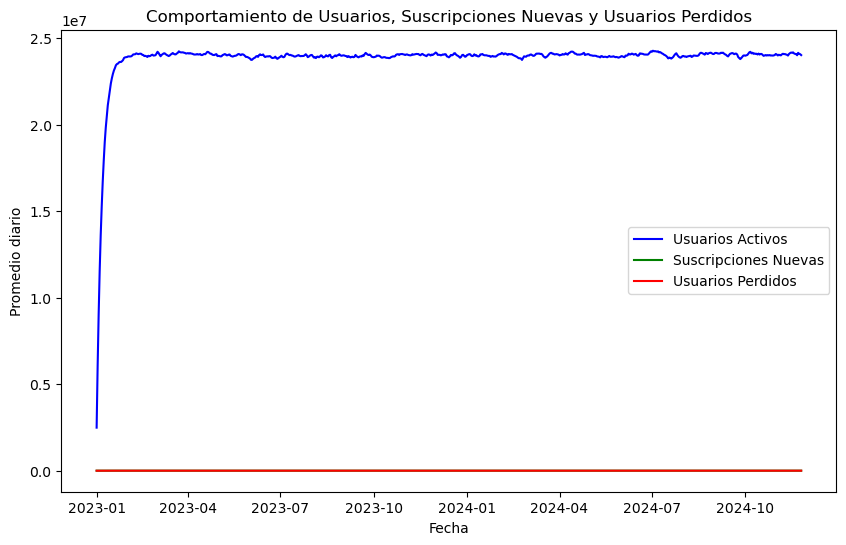 Comportamiento de Usuarios, Suscripciones Nuevas y Usuarios Perdidos
1e7
2.5
2.0
1.5
1.0
0.5
0.0
Promedio diario
Usuarios Activos
Suscripciones Nuevas
Usuarios Perdidos
2023-01 2023-04 2023-07 2023-10 2024-01 2024-04 2024-07 2024-10
Fecha